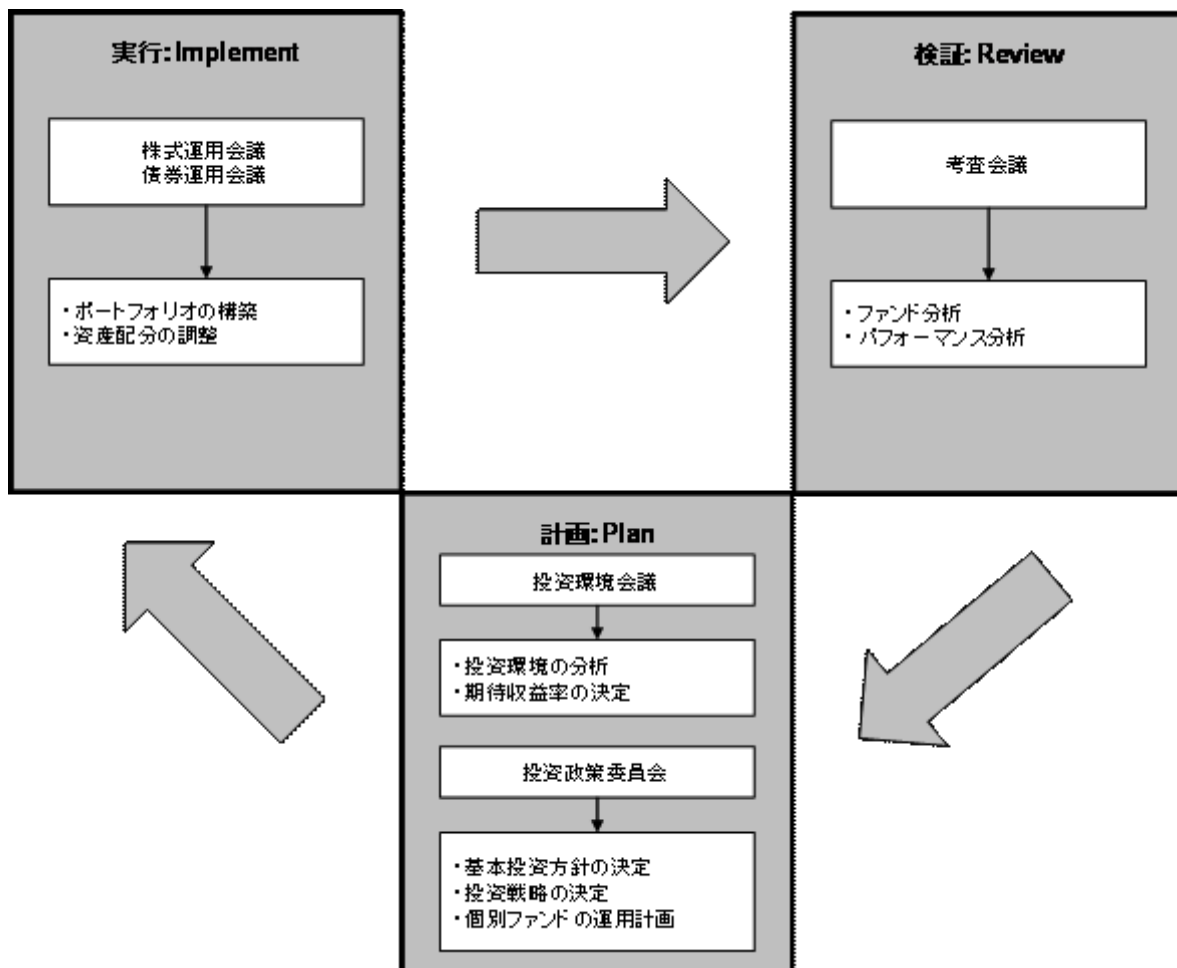 実行: Implement
株式運用会議
債券運用会議
・ポートフォリオの構築
・資産配分の調整
検証: Review
考査会議
・ファンド分析
・パフォーマンス分析
計画: Plan
投資環境会議
・投資環境の分析
・期待収益率の決定
投資政策委員会
・基本投資方針の決定
・投資戦略の決定
・個別ファンドの運用計画